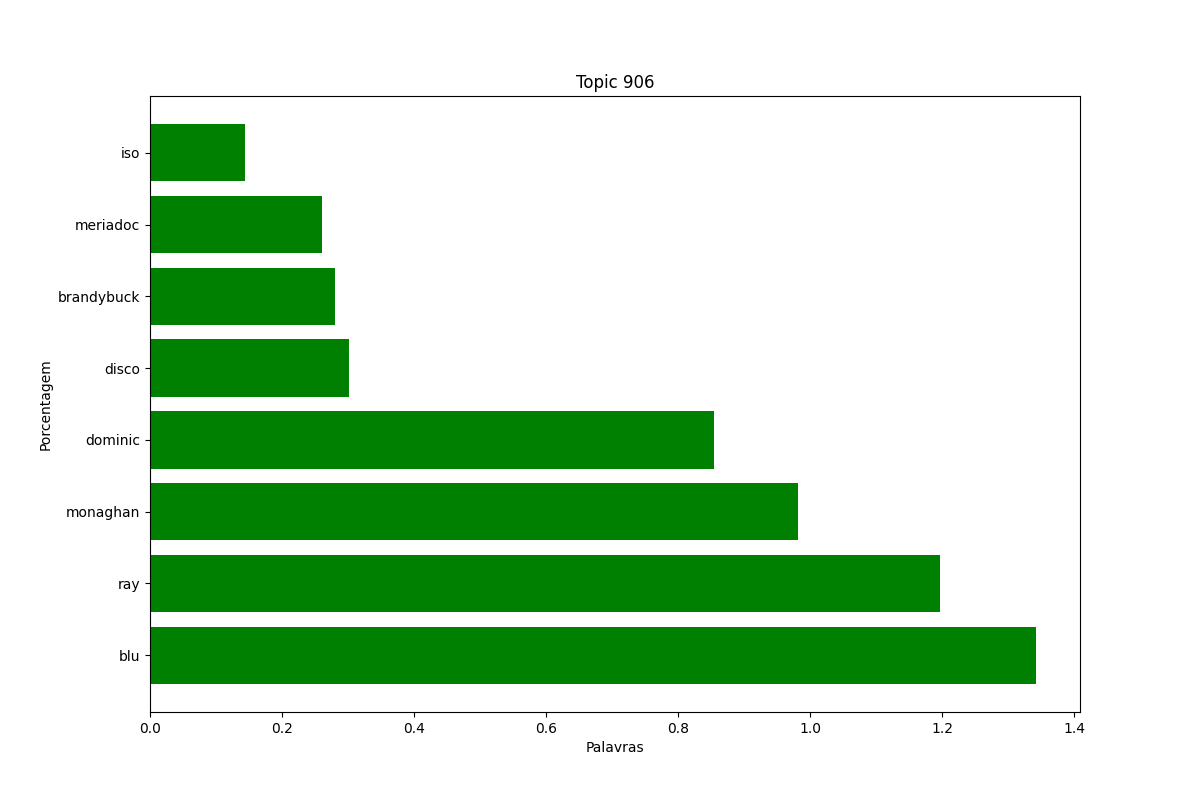 Topic 906
iso
meriadoc
brandybuck
disco
dominic
monaghan
ray
blu
Porcentagem
0.0 0.2 0.4 0.6 0.8 1.0 1.2 1.4
Palavras